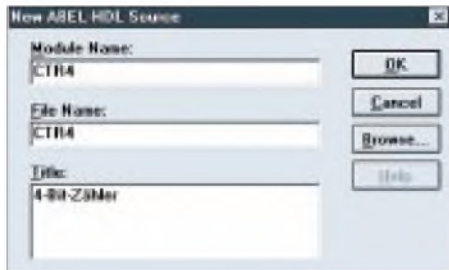 New ABEL HDL Source
Module Name:
CTR4
OK
File Name:
CTR4
Cancel
Browse...
Title:
Help
4-Bit-Zähler